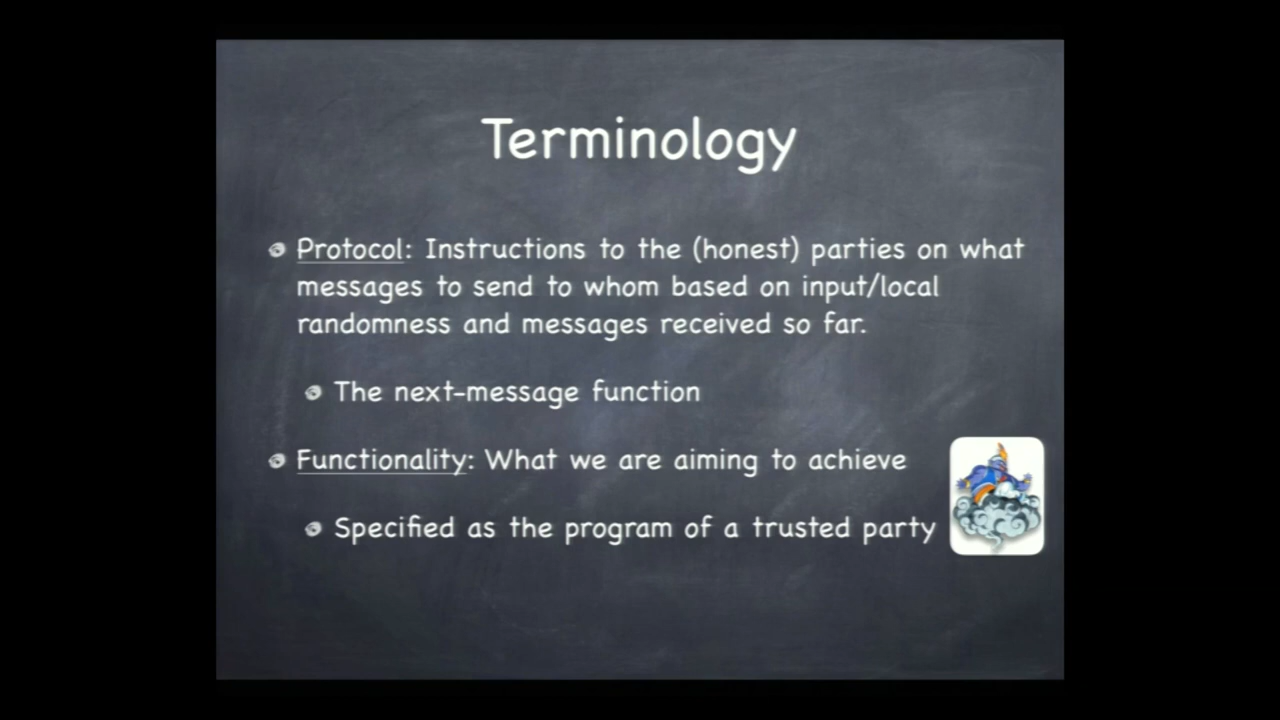 Terminology
Protocol: Instructions to the (honest) parties on what
messages to send to whom based on input/local
randomness and messages received so far.
The next-message function
Functionality: What we are aiming to achieve
Specified as the program of a trusted party